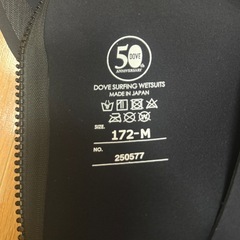 50
DOVE
ANNIVERSARY
DOVE SURFING WETSUITS
MADE IN JAPAN
SIZE. 172-M
NO. 250577